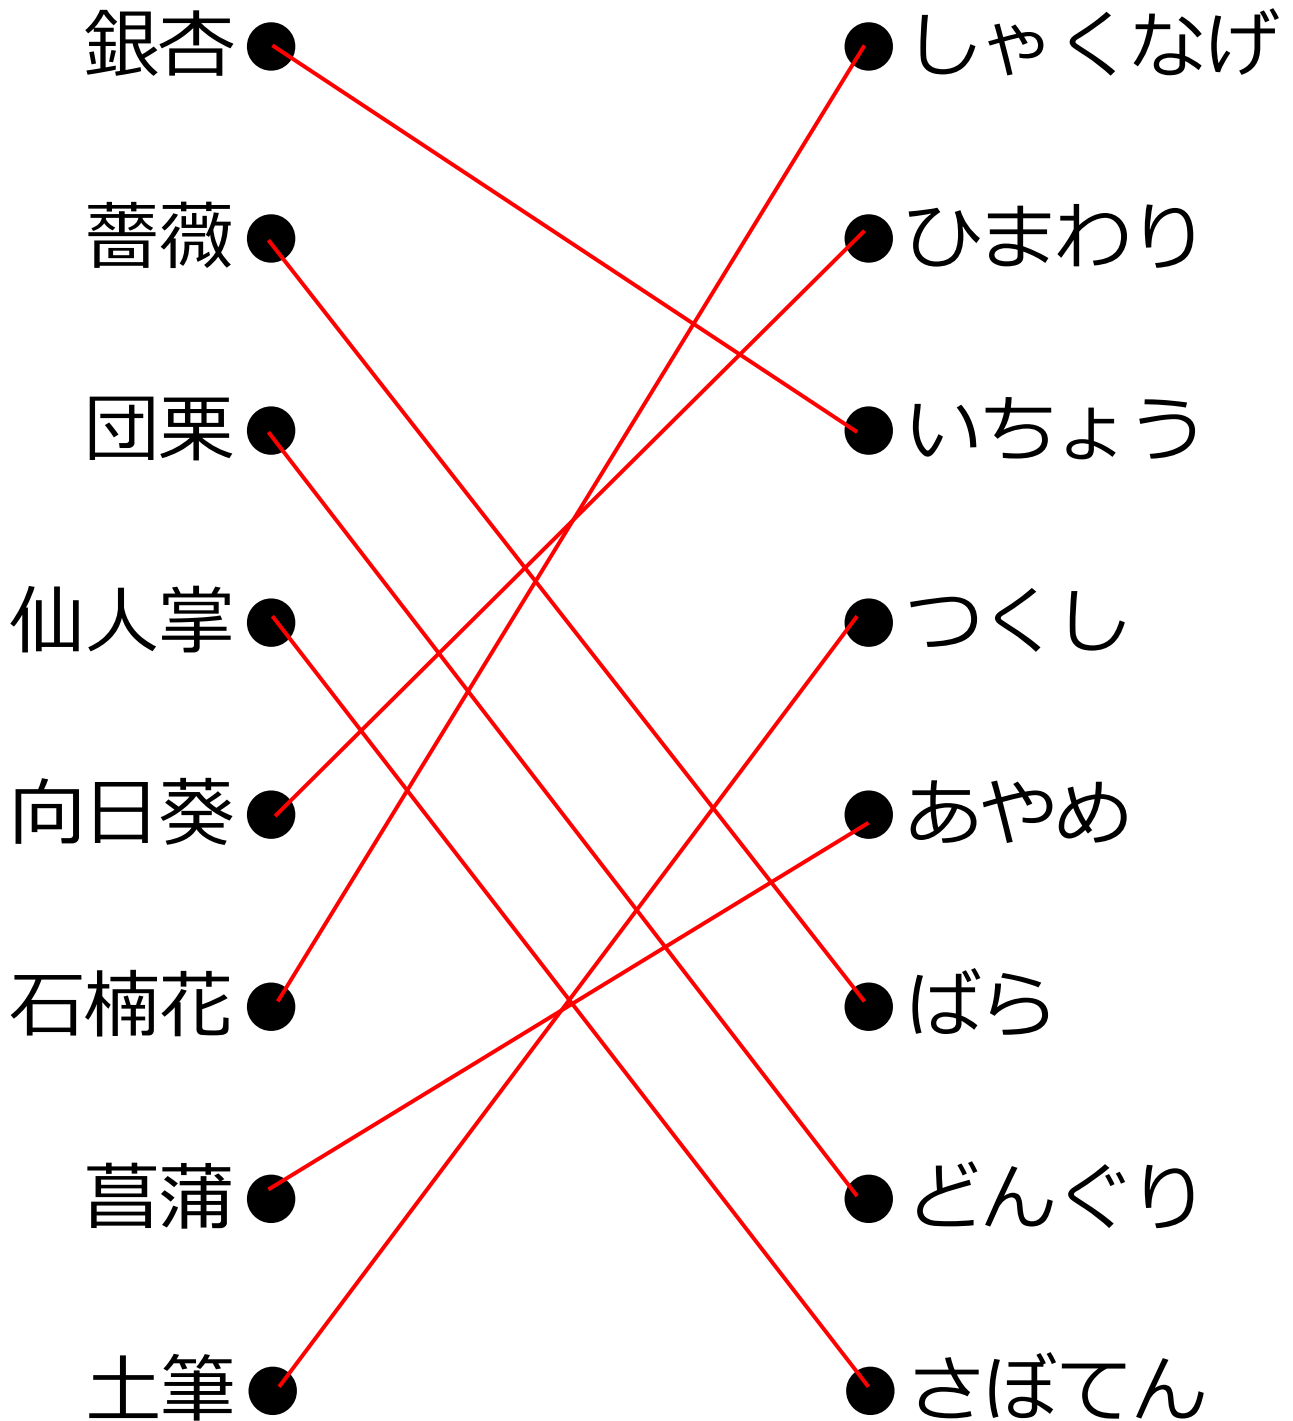 銀杏 しゃくなげ
薔薇 ひまわり
団栗 いちょう
仙人掌 つくし
向日葵 あやめ
石楠花 ばら
菖蒲 どんぐり
土筆 さぼてん